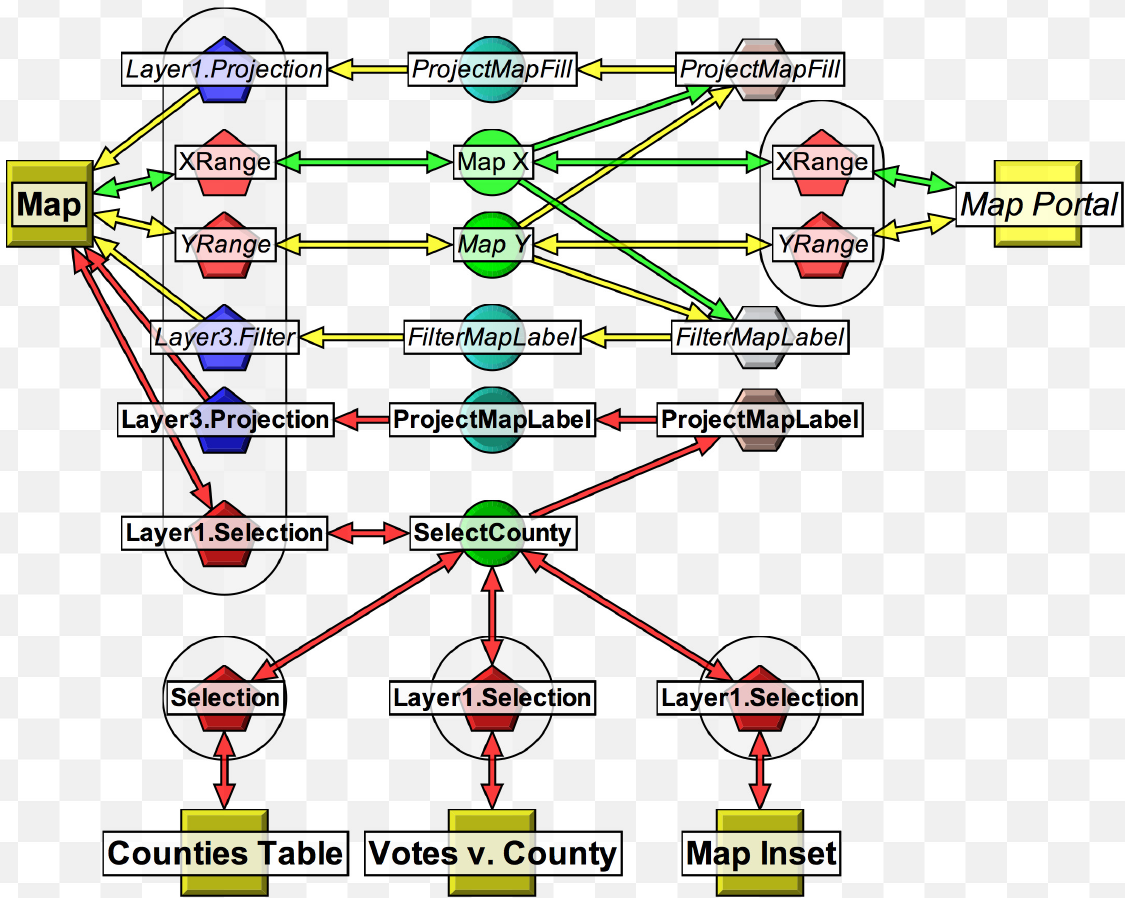 Layer1.Projection
ProjectMapFill
ProjectMapFill
XRange
Map X
XRange
Map
Map Portal
YRange
Map Y
YRange
Layer3.Filter
FilterMapLabel
FilterMapLabel
Layer3.Projection
ProjectMapLabel
ProjectMapLabel
Layer1.Selection
SelectCounty
Selection
Layer1.Selection
Layer1.Selection
Counties Table
Votes v. County
Map Inset